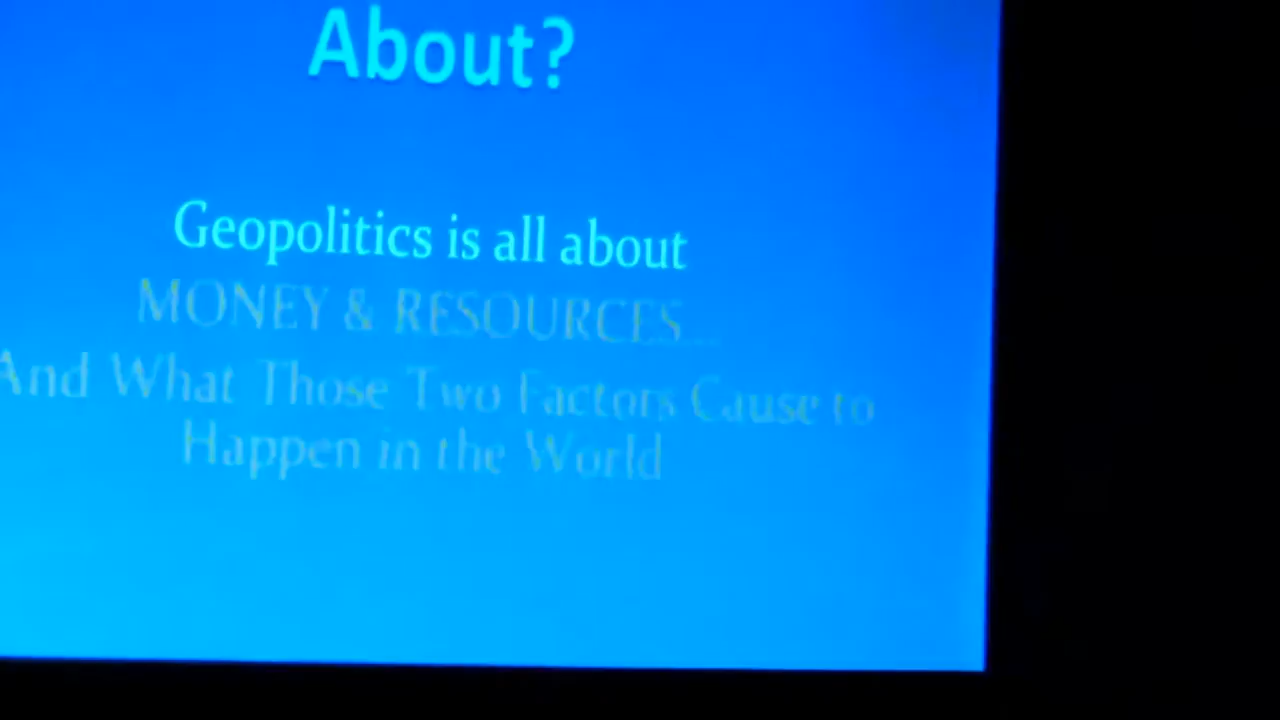 About?
Geopolitics is all about
MONEY & RESOURCES...
And What Those Two Factors Cause to
Happen in the World